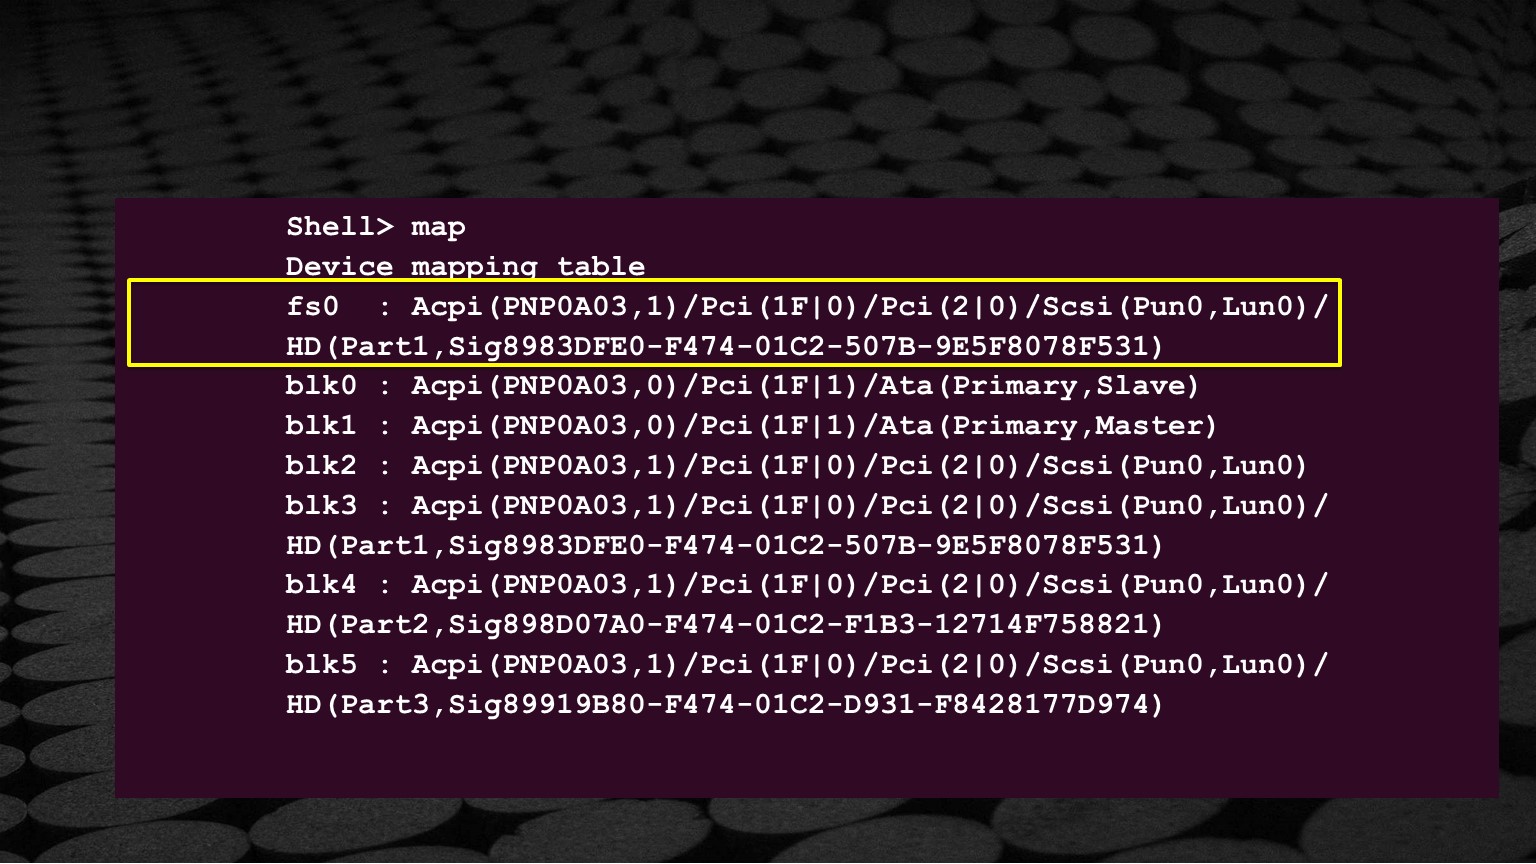 Shell> map
Device mapping table
fs0  : Acpi(PNP0A03,1)/Pci(1F|0)/Pci(2|0)/Scsi(Pun0,Lun0)/
HD(Part1,Sig8983DFE0-F474-01C2-507B-9E5F8078F531)
blk0 : Acpi(PNP0A03,0)/Pci(1F|1)/Ata(Primary,Slave)
blk1 : Acpi(PNP0A03,0)/Pci(1F|1)/Ata(Primary,Master)
blk2 : Acpi(PNP0A03,1)/Pci(1F|0)/Pci(2|0)/Scsi(Pun0,Lun0)
blk3 : Acpi(PNP0A03,1)/Pci(1F|0)/Pci(2|0)/Scsi(Pun0,Lun0)/
HD(Part1,Sig8983DFE0-F474-01C2-507B-9E5F8078F531)
blk4 : Acpi(PNP0A03,1)/Pci(1F|0)/Pci(2|0)/Scsi(Pun0,Lun0)/
HD(Part2,Sig898D07A0-F474-01C2-F1B3-12714F758821)
blk5 : Acpi(PNP0A03,1)/Pci(1F|0)/Pci(2|0)/Scsi(Pun0,Lun0)/
HD(Part3,Sig89919B80-F474-01C2-D931-F8428177D974)